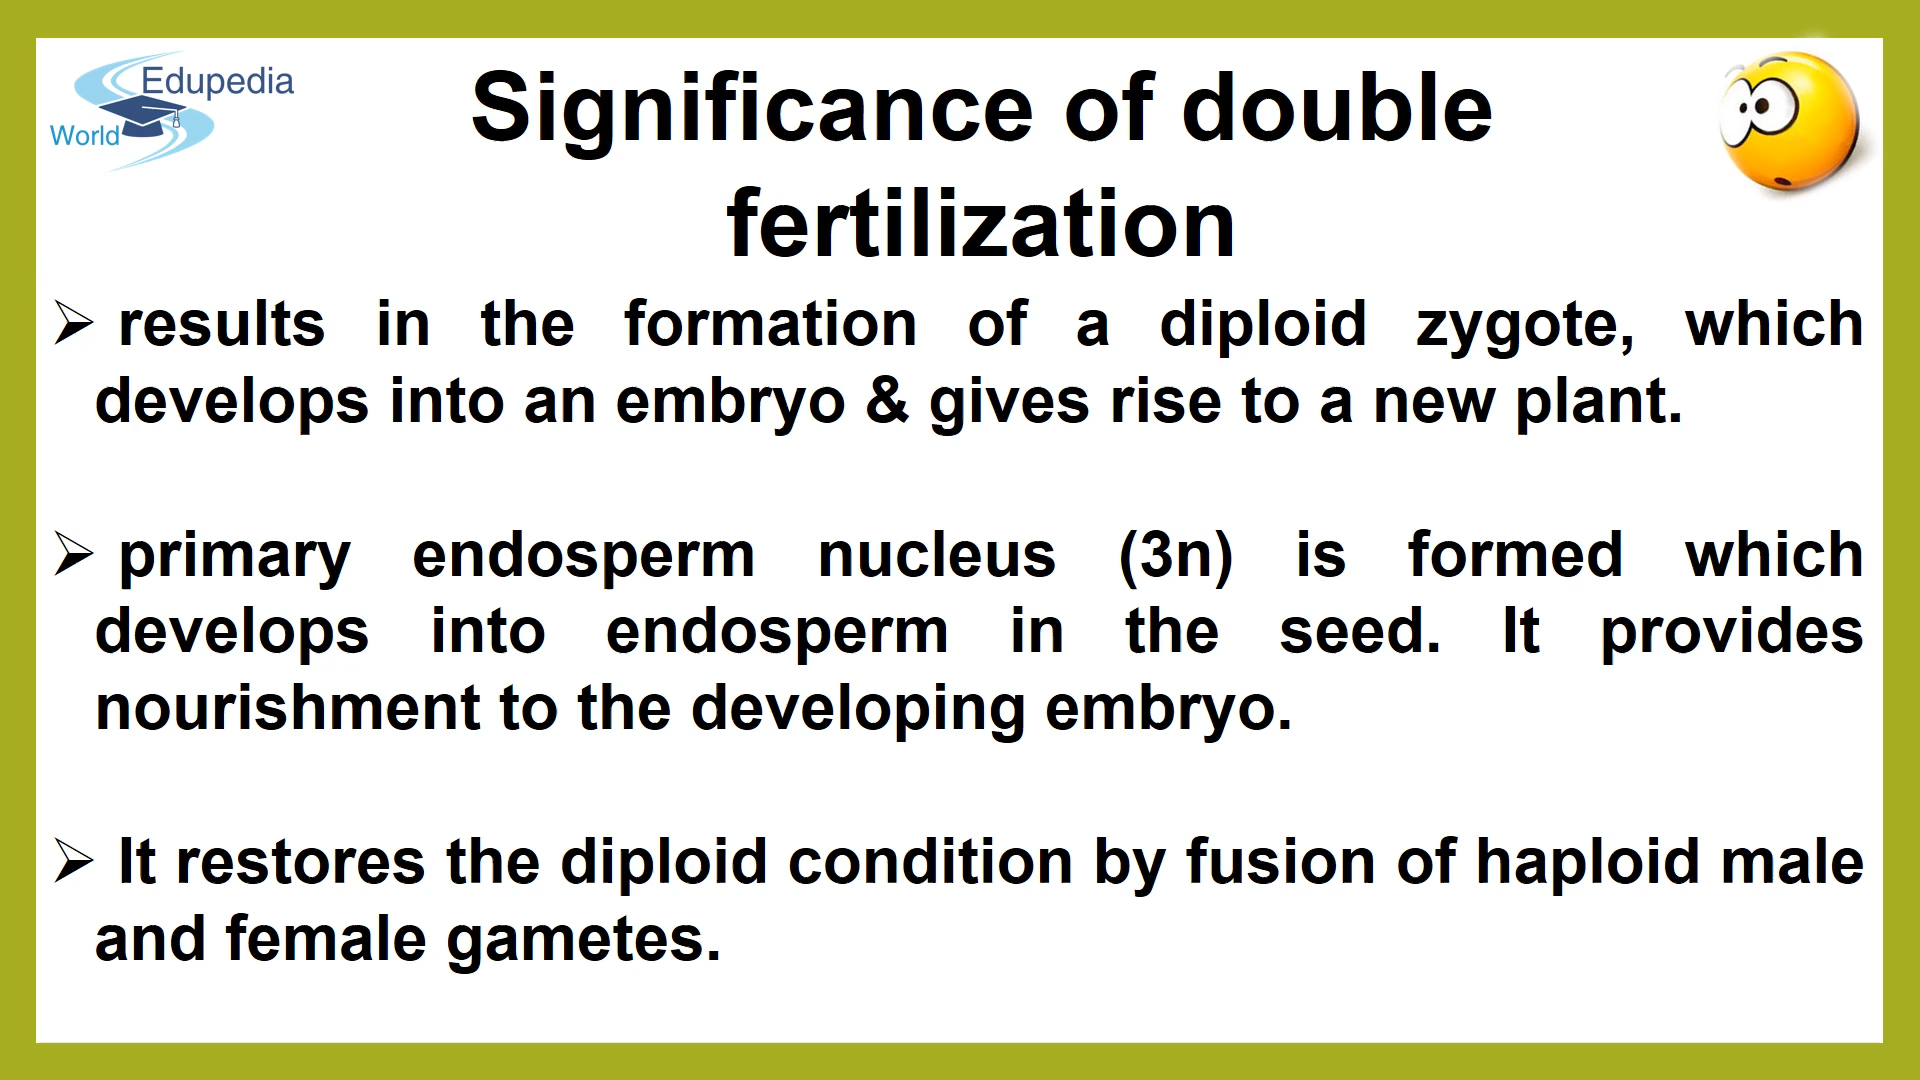 Edupedia
World
Significance of double
fertilization
➢ results in the formation of a diploid zygote, which
develops into an embryo & gives rise to a new plant.
➢ primary endosperm nucleus (3n) is formed which
develops into endosperm in the seed. It provides
nourishment to the developing embryo.
➢ It restores the diploid condition by fusion of haploid male
and female gametes.